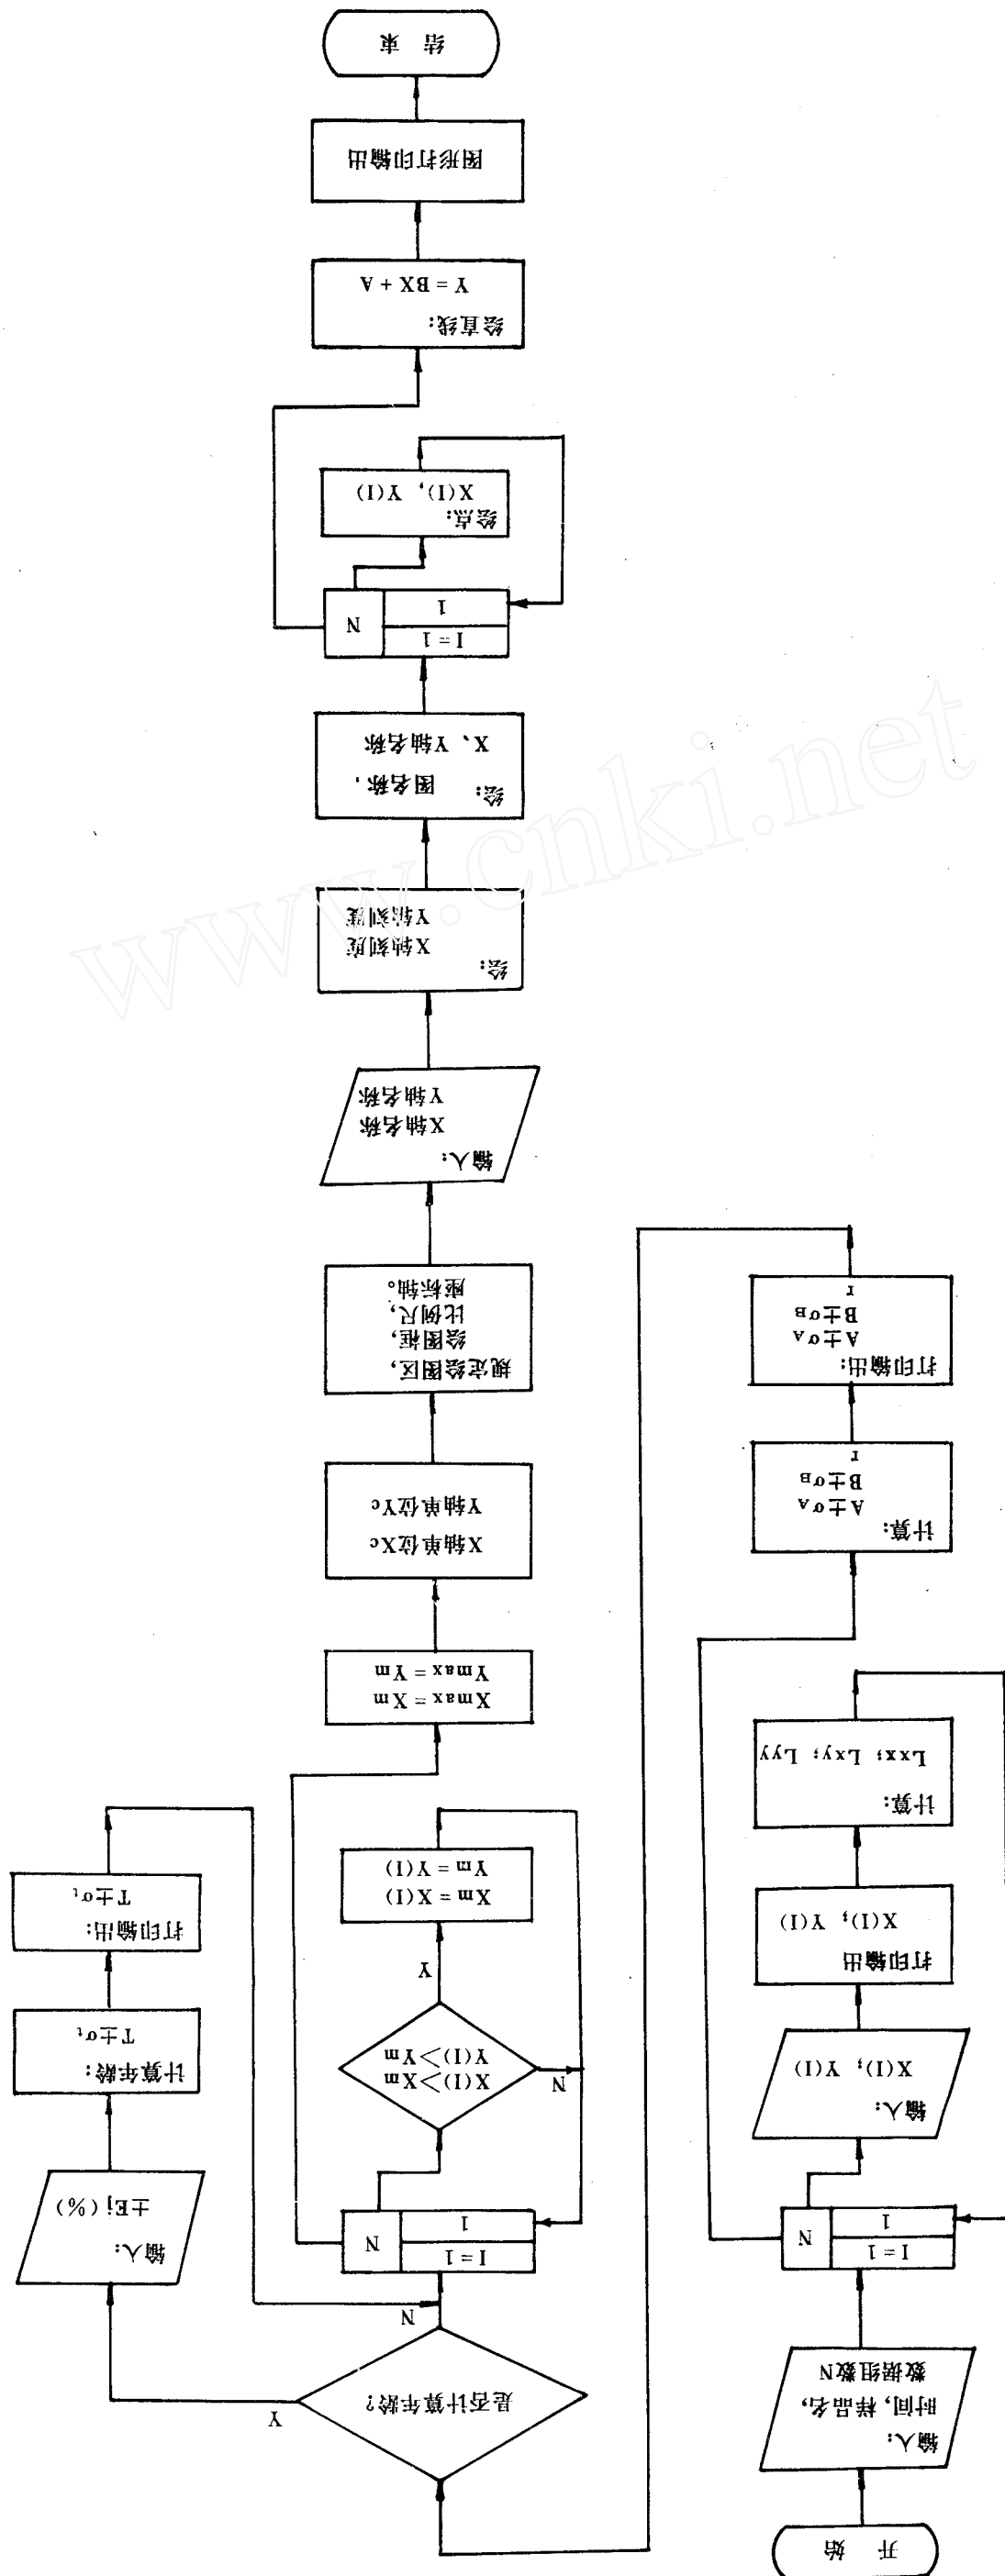 开 始
输入:
时间,样品名,
数据组数N
I=1
1
N
输入:
X(I), Y(I)
打印输出
X(I); Y(I)
计算:
Lxx; Lxy; Lyy
计算:
A±σA
B±σB
r
打印输出:
A±σA
B±σB
r
是否计算年龄?
Y
N
输入:
±Ej(%)
计算年龄:
T±σt
打印输出:
T±σt
I=1
1
N
X(I)>Xm
Y(I)>Ym
N
Y
Xm=X(I)
Ym=Y(I)
Xmax=Xm
Ymax=Ym
X轴单位Xc
Y轴单位Yc
规定绘图区,
绘图框,
比例尺,
座标轴。
输入:
X轴名称
Y轴名称
绘:
X轴刻度
Y轴刻度
绘: 图名称.
X、Y轴名称
I=1
1
N
绘点:
X(I), Y(I)
绘直线:
Y=BX+A
图形打印输出
结 束
www.cnki.net